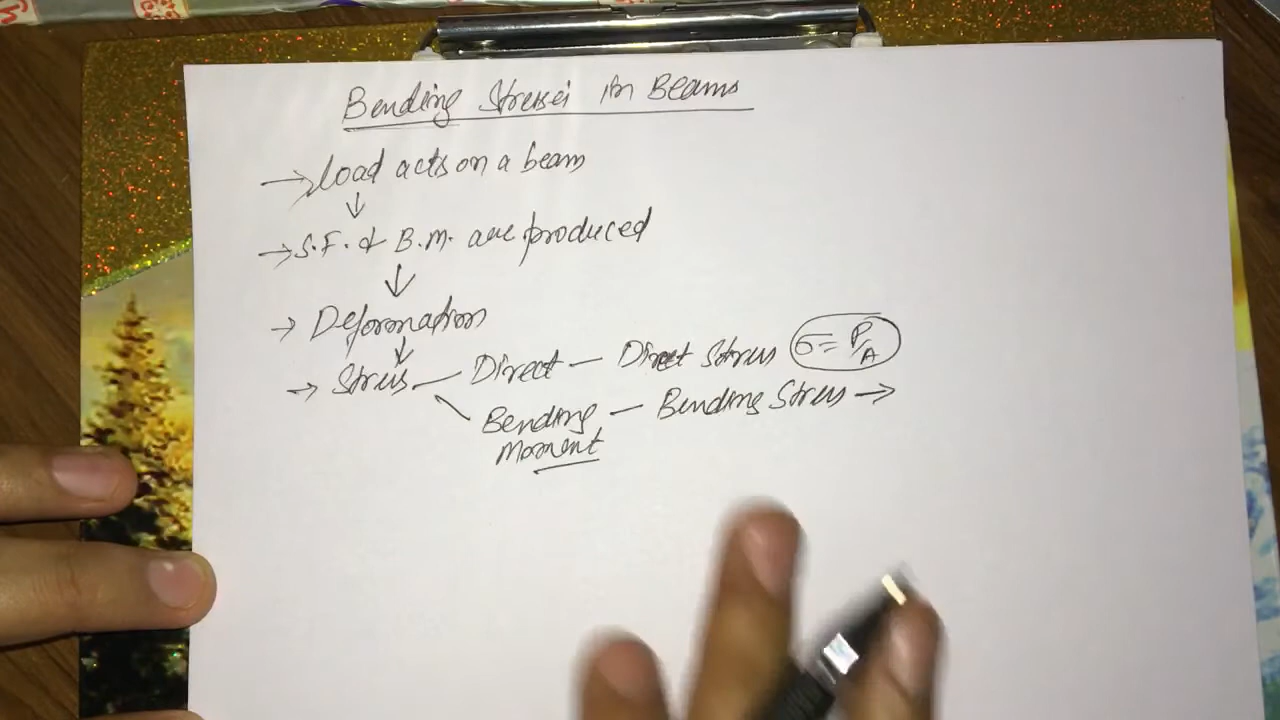 Bending Stresses in Beams
→ load acts on a beam
↓
→ S.F. & B.M. are produced
↓
→ Deformation
↓
→ Stress — Direct — Direct Stress σ = P/A
Bending Moment — Bending Stress →